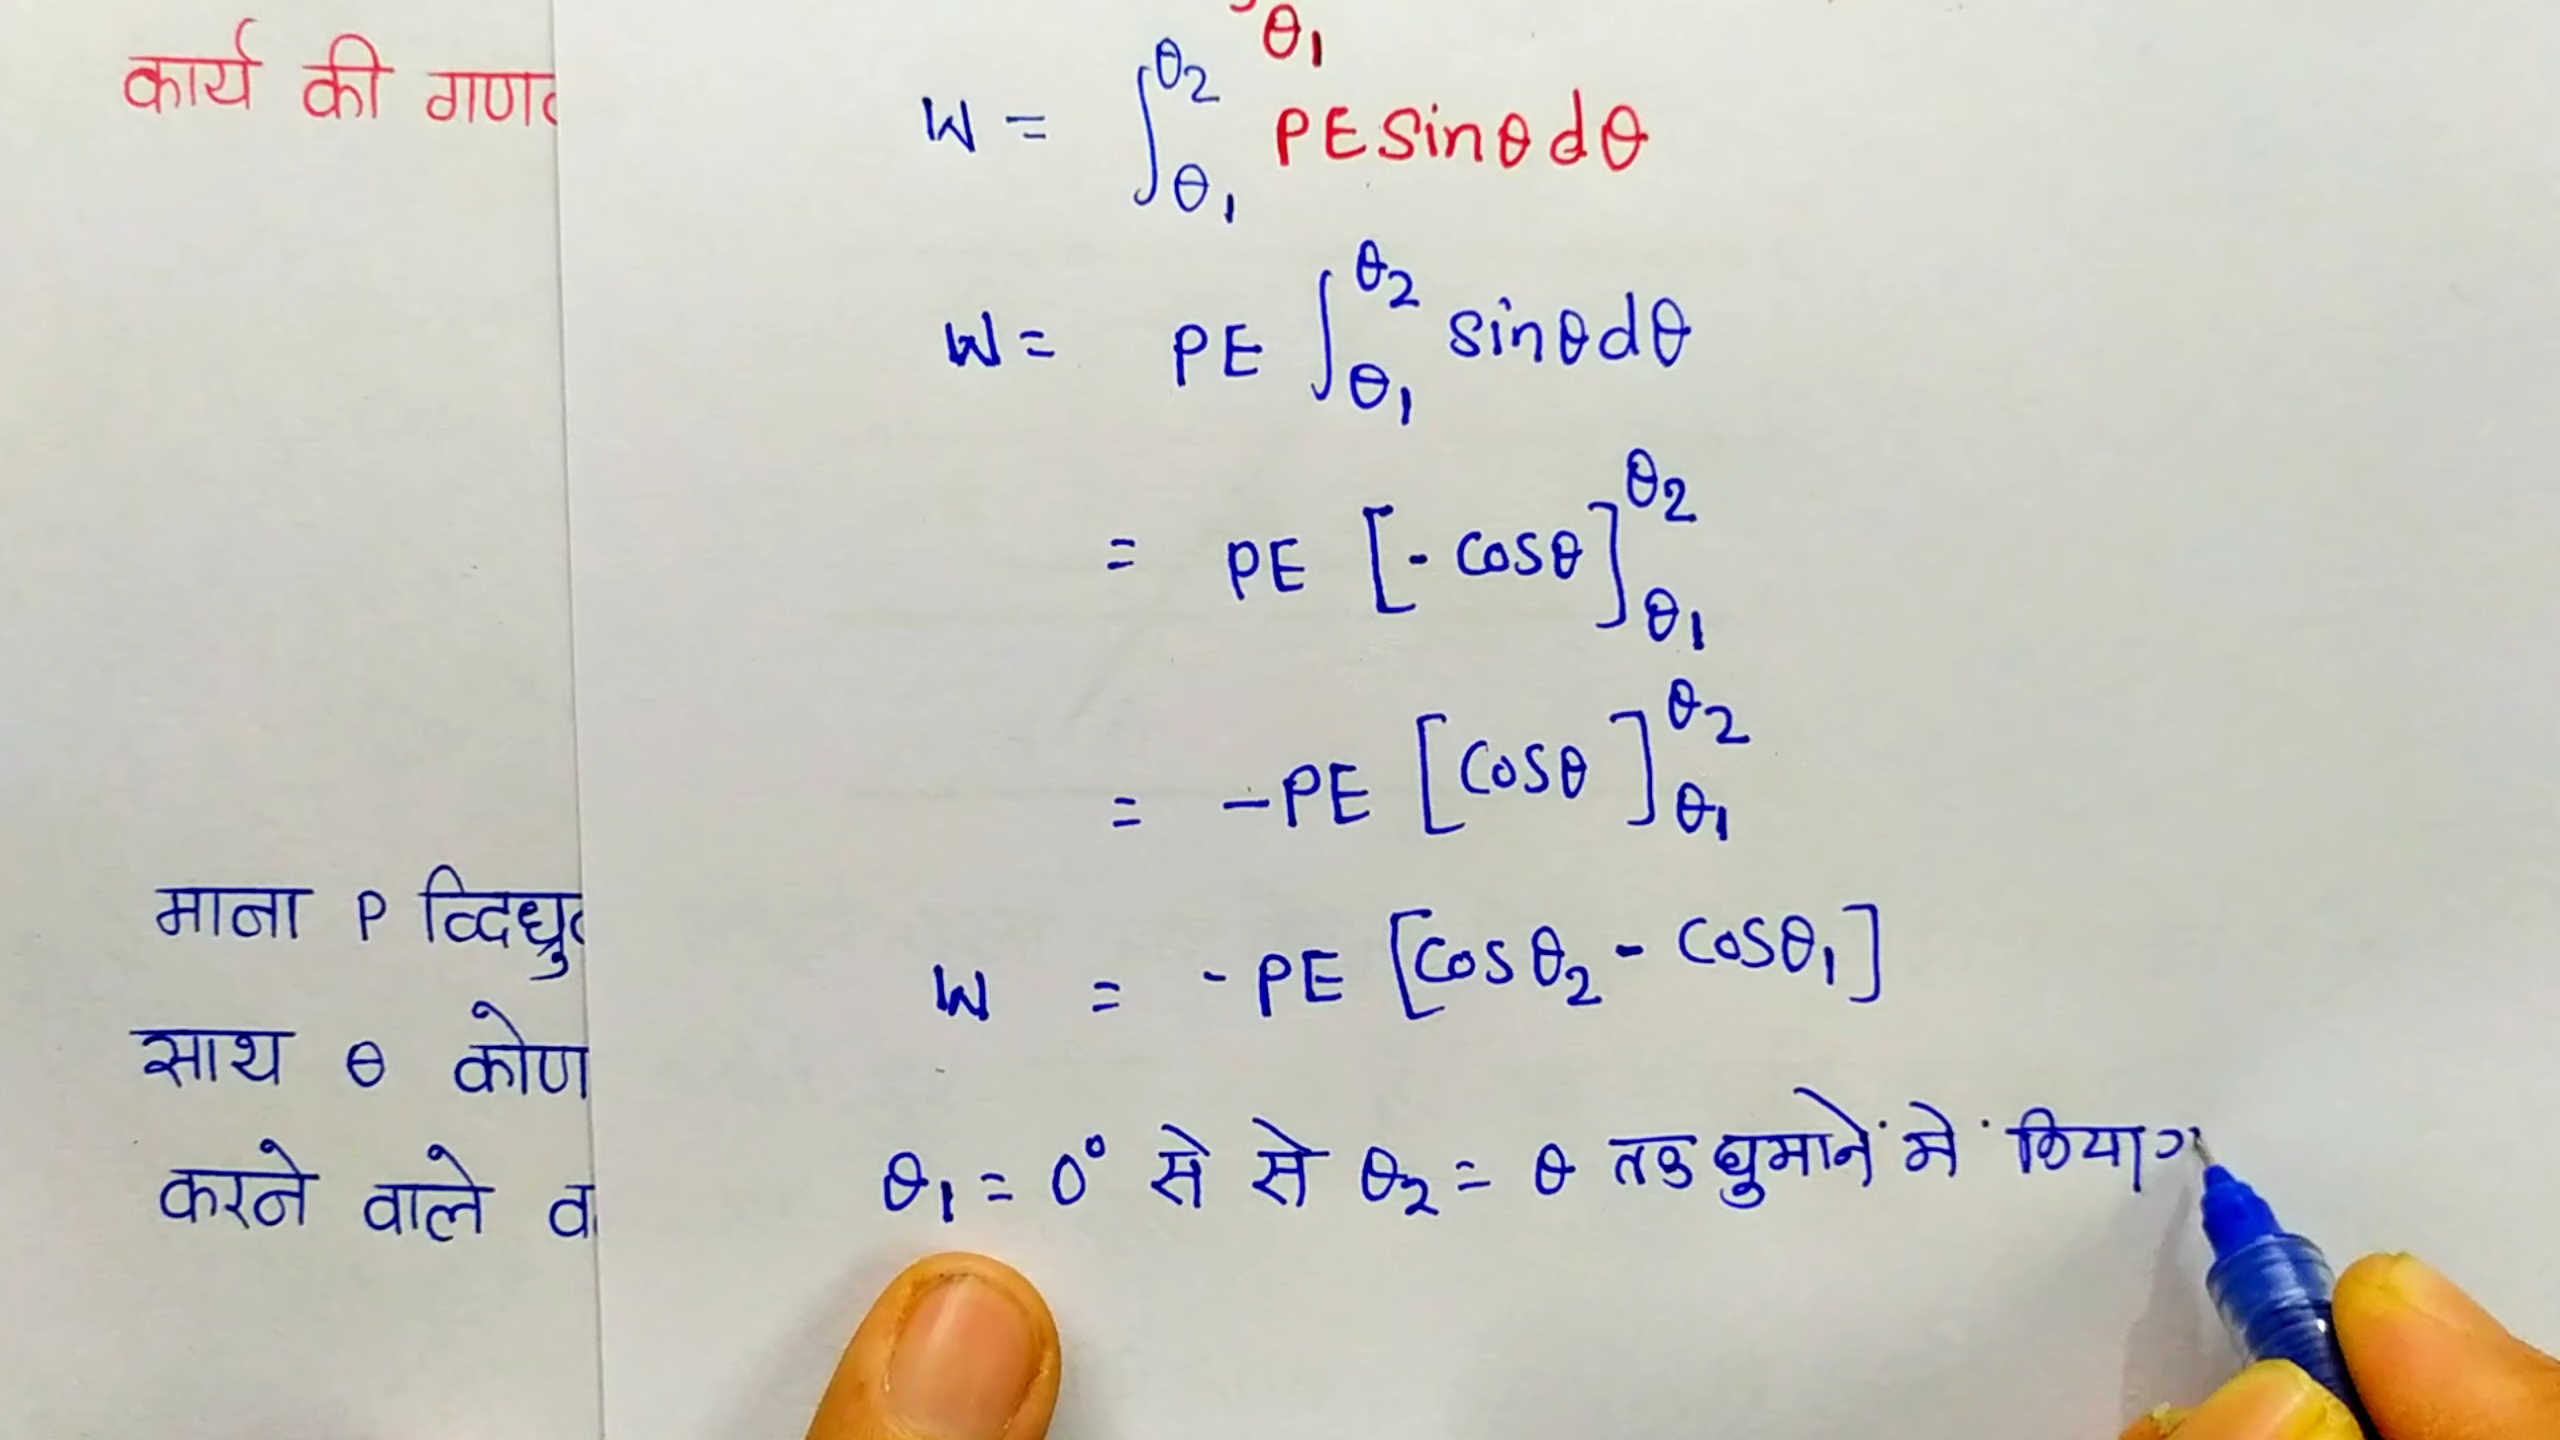 कार्य की
θ₁
W = ∫θ₁^θ₂ PE sinθ dθ
W = PE ∫θ₁^θ₂ sinθ dθ
= PE [- cosθ]θ₁^θ₂
= -PE [cosθ]θ₁^θ₂
W = -PE [cosθ₂ - cosθ₁]
θ₁ = 0° से से θ₂ = θ तक घुमाने में किया
माना P
साथ θ कोण
करने वाले